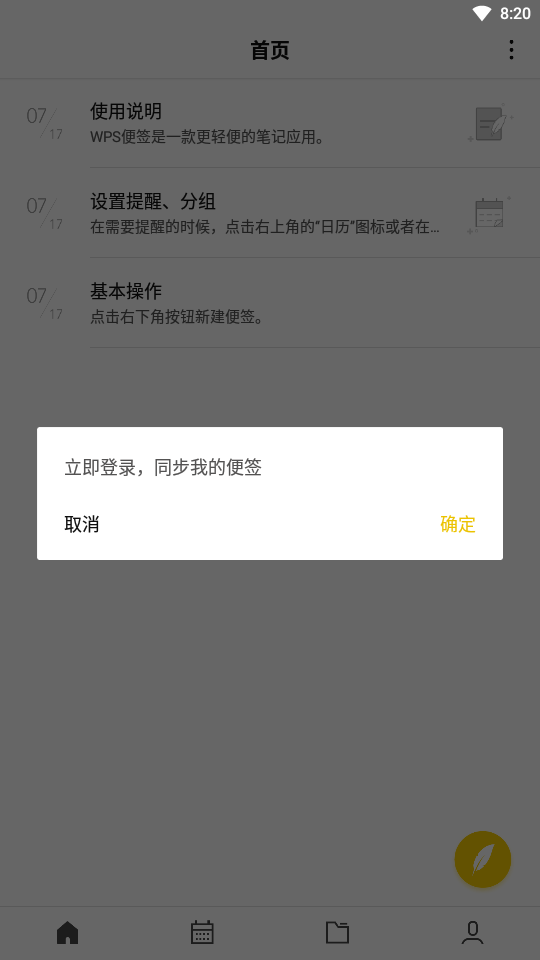 8:20
首页
07
17
使用说明
WPS便签是一款更轻便的笔记应用。
07
17
设置提醒、分组
在需要提醒的时候，点击右上角的“日历“图标或者在...
07
17
基本操作
点击右下角按钮新建便签。
立即登录，同步我的便签
取消
确定